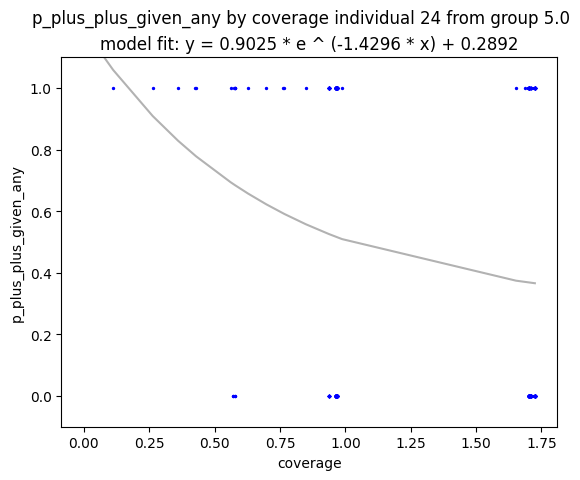 p_plus_plus_given_any by coverage individual 24 from group 5.0
model fit: y = 0.9025 * e ^ (-1.4296 * x) + 0.2892
p_plus_plus_given_any
1.0
0.8
0.6
0.4
0.2
0.0
0.00 0.25 0.50 0.75 1.00 1.25 1.50 1.75
coverage